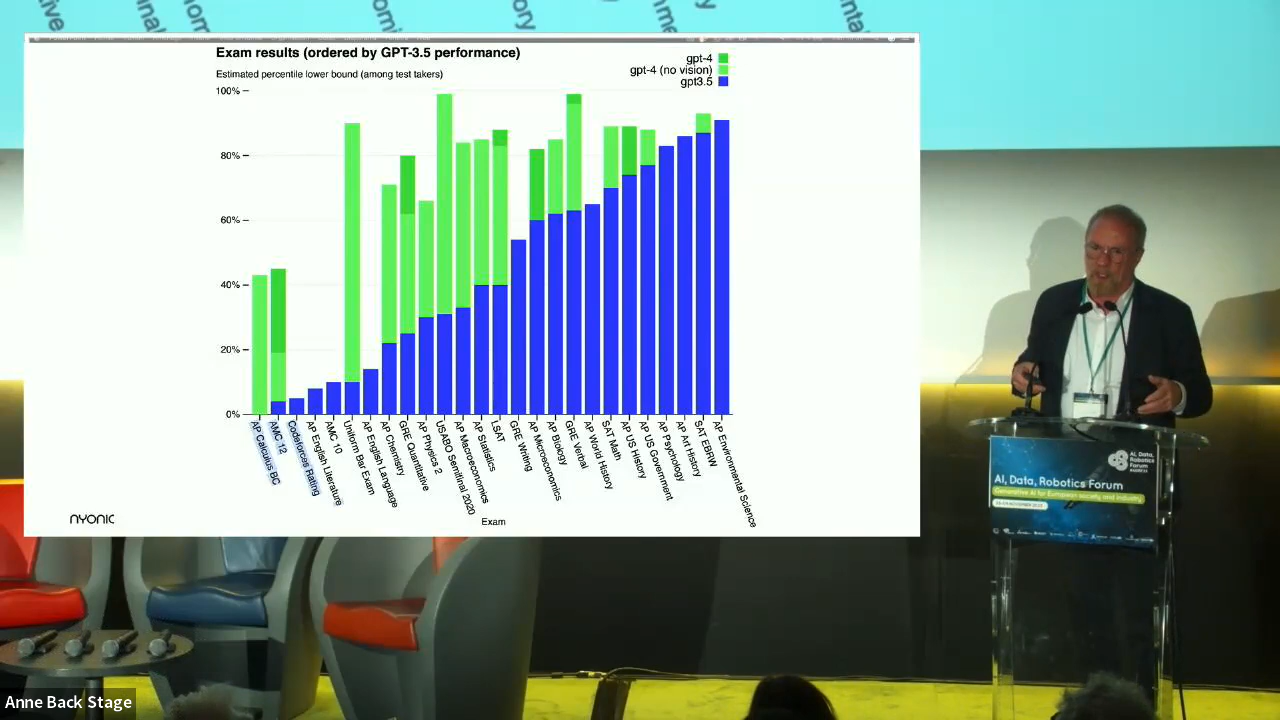 Exam results (ordered by GPT-3.5 performance)
Estimated percentile lower bound (among test takers)
gpt-4
gpt-4 (no vision)
gpt3.5
100%
80%
60%
40%
20%
0%
AP Calculus BC
AMC 12
Codeforces Rating
AP English Literature
AMC 10
Uniform Bar Exam
AP English Language
AP Chemistry
GRE Quantitative
AP Physics 2
USABO Semifinal 2020
AP Macroeconomics
AP Statistics
LSAT
GRE Writing
AP Microeconomics
AP Biology
GRE Verbal
AP World History
SAT Math
AP US History
AP US Government
AP Psychology
AP Art History
SAT EBRW
AP Environmental Science
Exam
NYONIC
AI, Data,
Robotics
Forum
AI, Data, Robotics Forum
Generative AI for European society and industry
Anne Back Stage